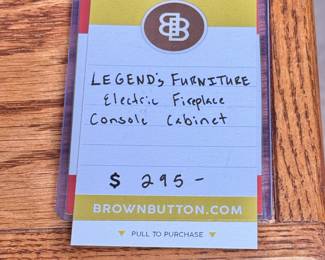 LEGEND'S FURNITURE
Electric Fireplace
Console Cabinet
$ 295-
BROWNBUTTON.COM
PULL TO PURCHASE